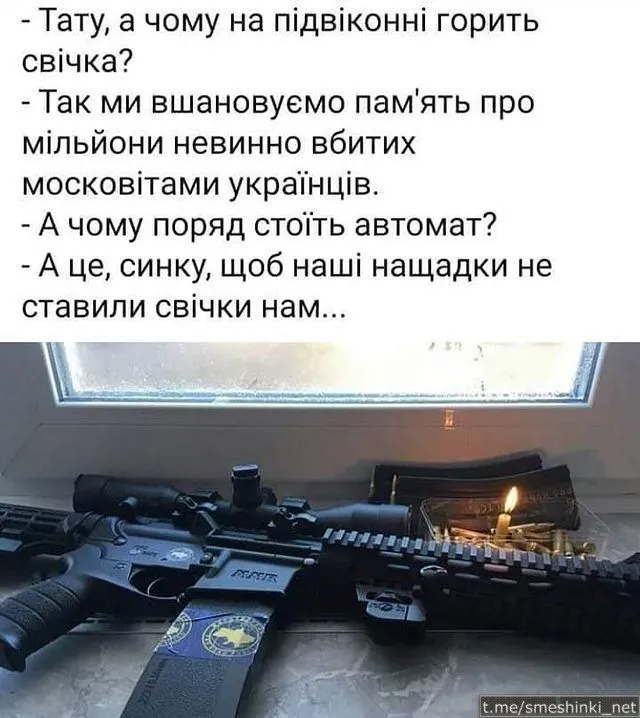 - Тату, а чому на підвіконні горить
свічка?
- Так ми вшановуємо пам'ять про
мільйони невинно вбитих
московітами українців.
- А чому поряд стоїть автомат?
- А це, синку, щоб наші нащадки не
ставили свічки нам...
t.me/smeshinki_net